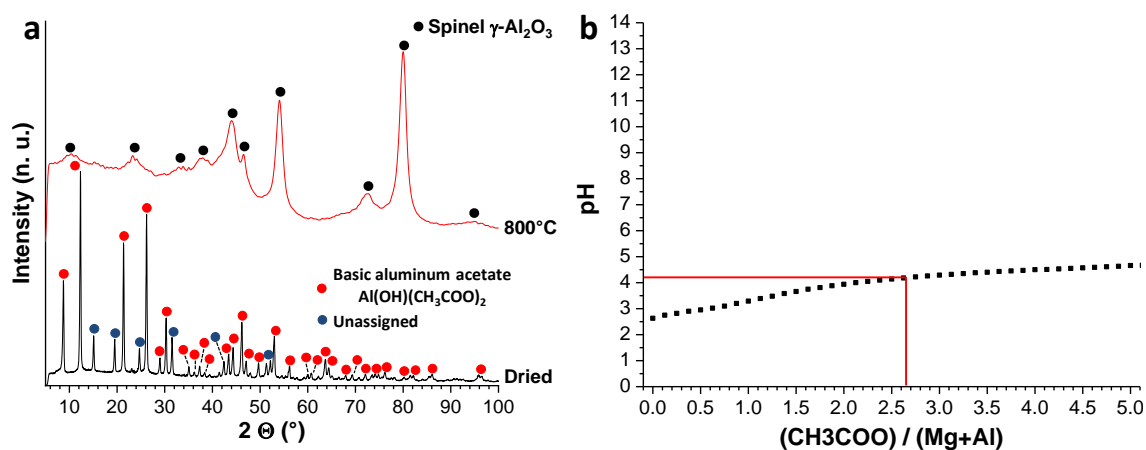 a
Spinel γ-Al₂O₃
Intensity (n. u.)
800°C
Basic aluminum acetate
Al(OH)(CH₃COO)₂
Unassigned
Dried
10 20 30 40 50 60 70 80 90 100
2 Θ (°)
b
14
13
12
11
10
9
8
7
6
5
4
3
2
1
0
pH
0.0 0.5 1.0 1.5 2.0 2.5 3.0 3.5 4.0 4.5 5.0
(CH3COO) / (Mg+Al)